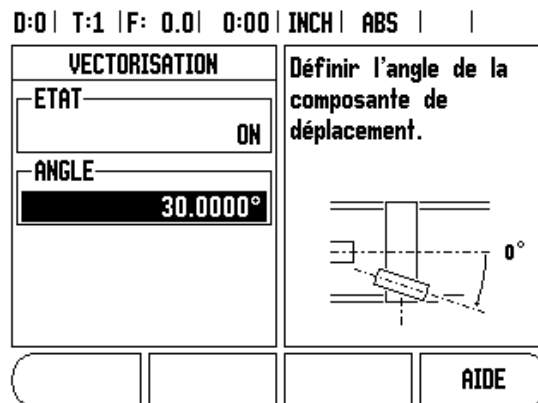 D:0 | T:1 | F: 0.0 | 0:00 | INCH | ABS | |
VECTORISATION
ETAT
ON
ANGLE
30.0000°
Définir l'angle de la
composante de
déplacement.
0°
AIDE